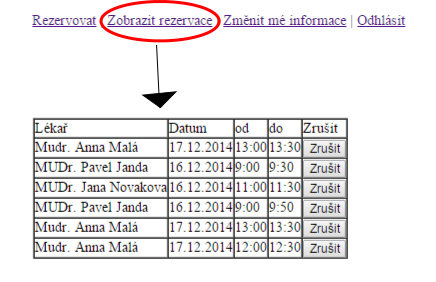 Rezervovat Zobrazit rezervace Změnit mé informace | Odhlásit
Lékař Datum od do Zrušit
Mudr. Anna Malá 17.12.2014 13:00 13:30 Zrušit
MUDr. Pavel Janda 16.12.2014 9:00 9:30 Zrušit
MUDr. Jana Novakova 16.12.2014 11:00 11:30 Zrušit
MUDr. Pavel Janda 16.12.2014 9:00 9:50 Zrušit
Mudr. Anna Malá 17.12.2014 13:00 13:30 Zrušit
Mudr. Anna Malá 17.12.2014 12:00 12:30 Zrušit